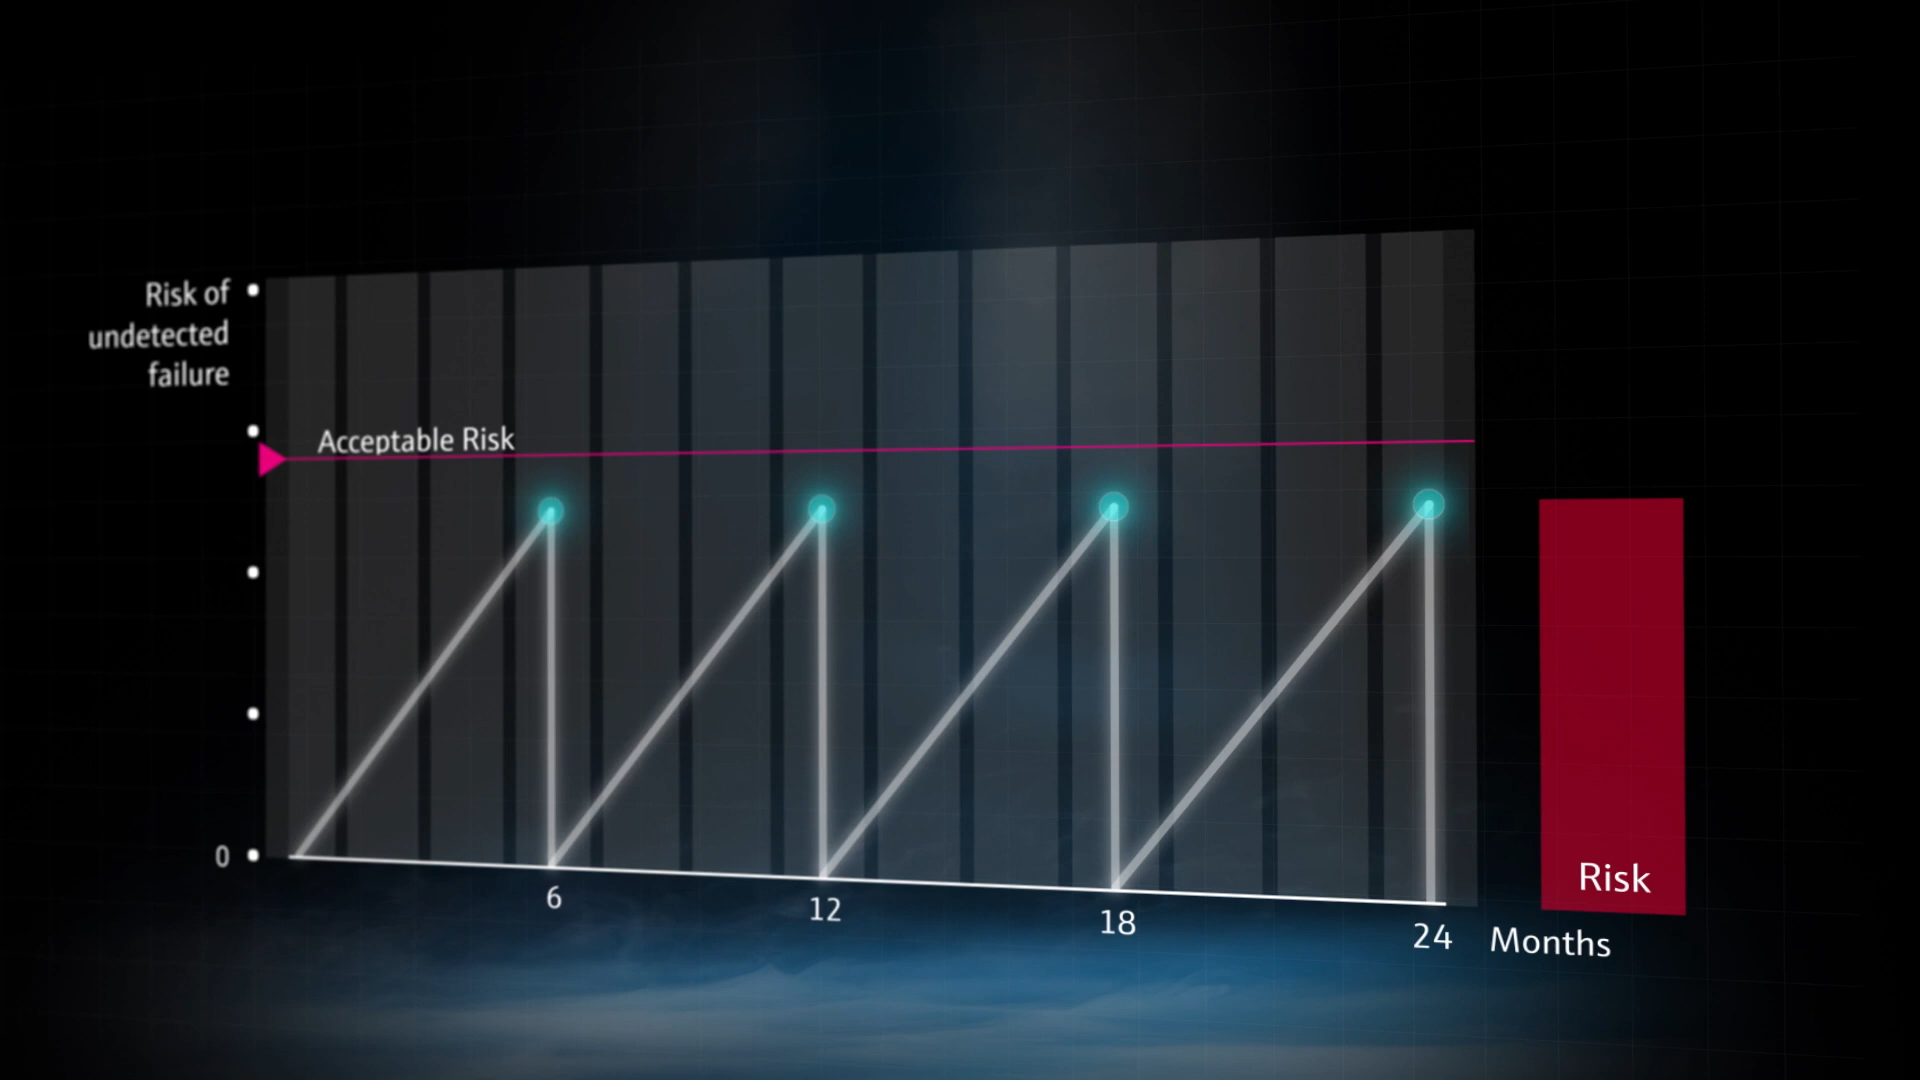 Risk of
undetected
failure
Acceptable Risk
0
6
12
18
24
Months
Risk